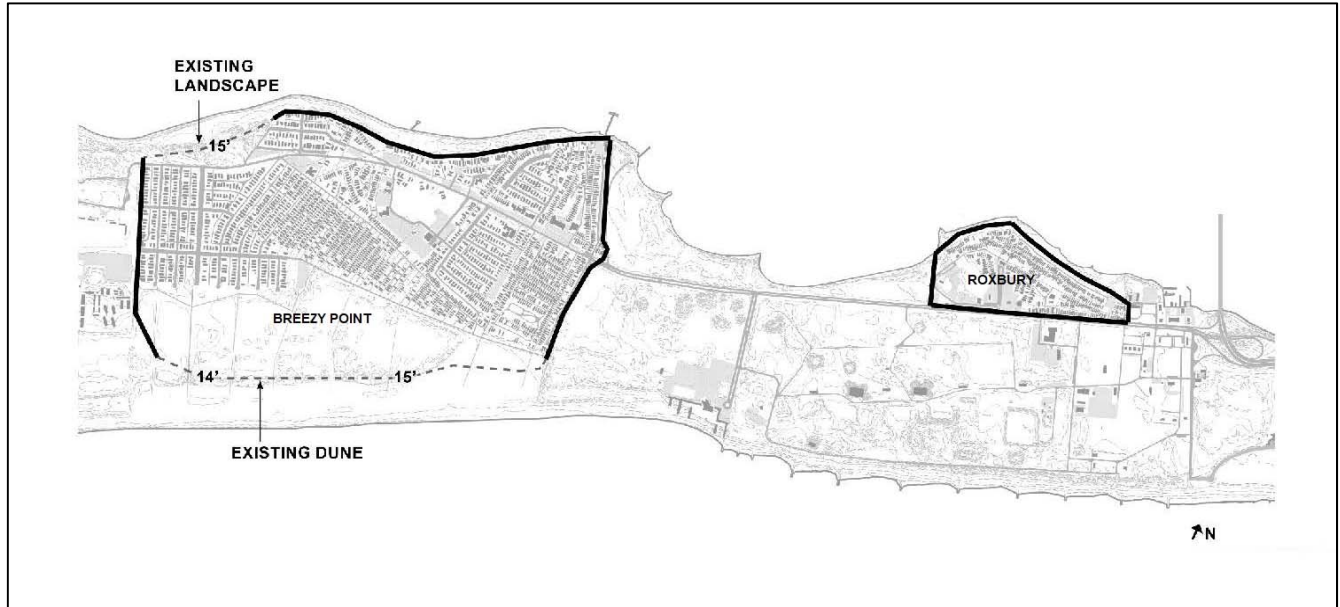 EXISTING
LANDSCAPE
15'
ROXBURY
BREEZY POINT
14'
15'
EXISTING DUNE
N